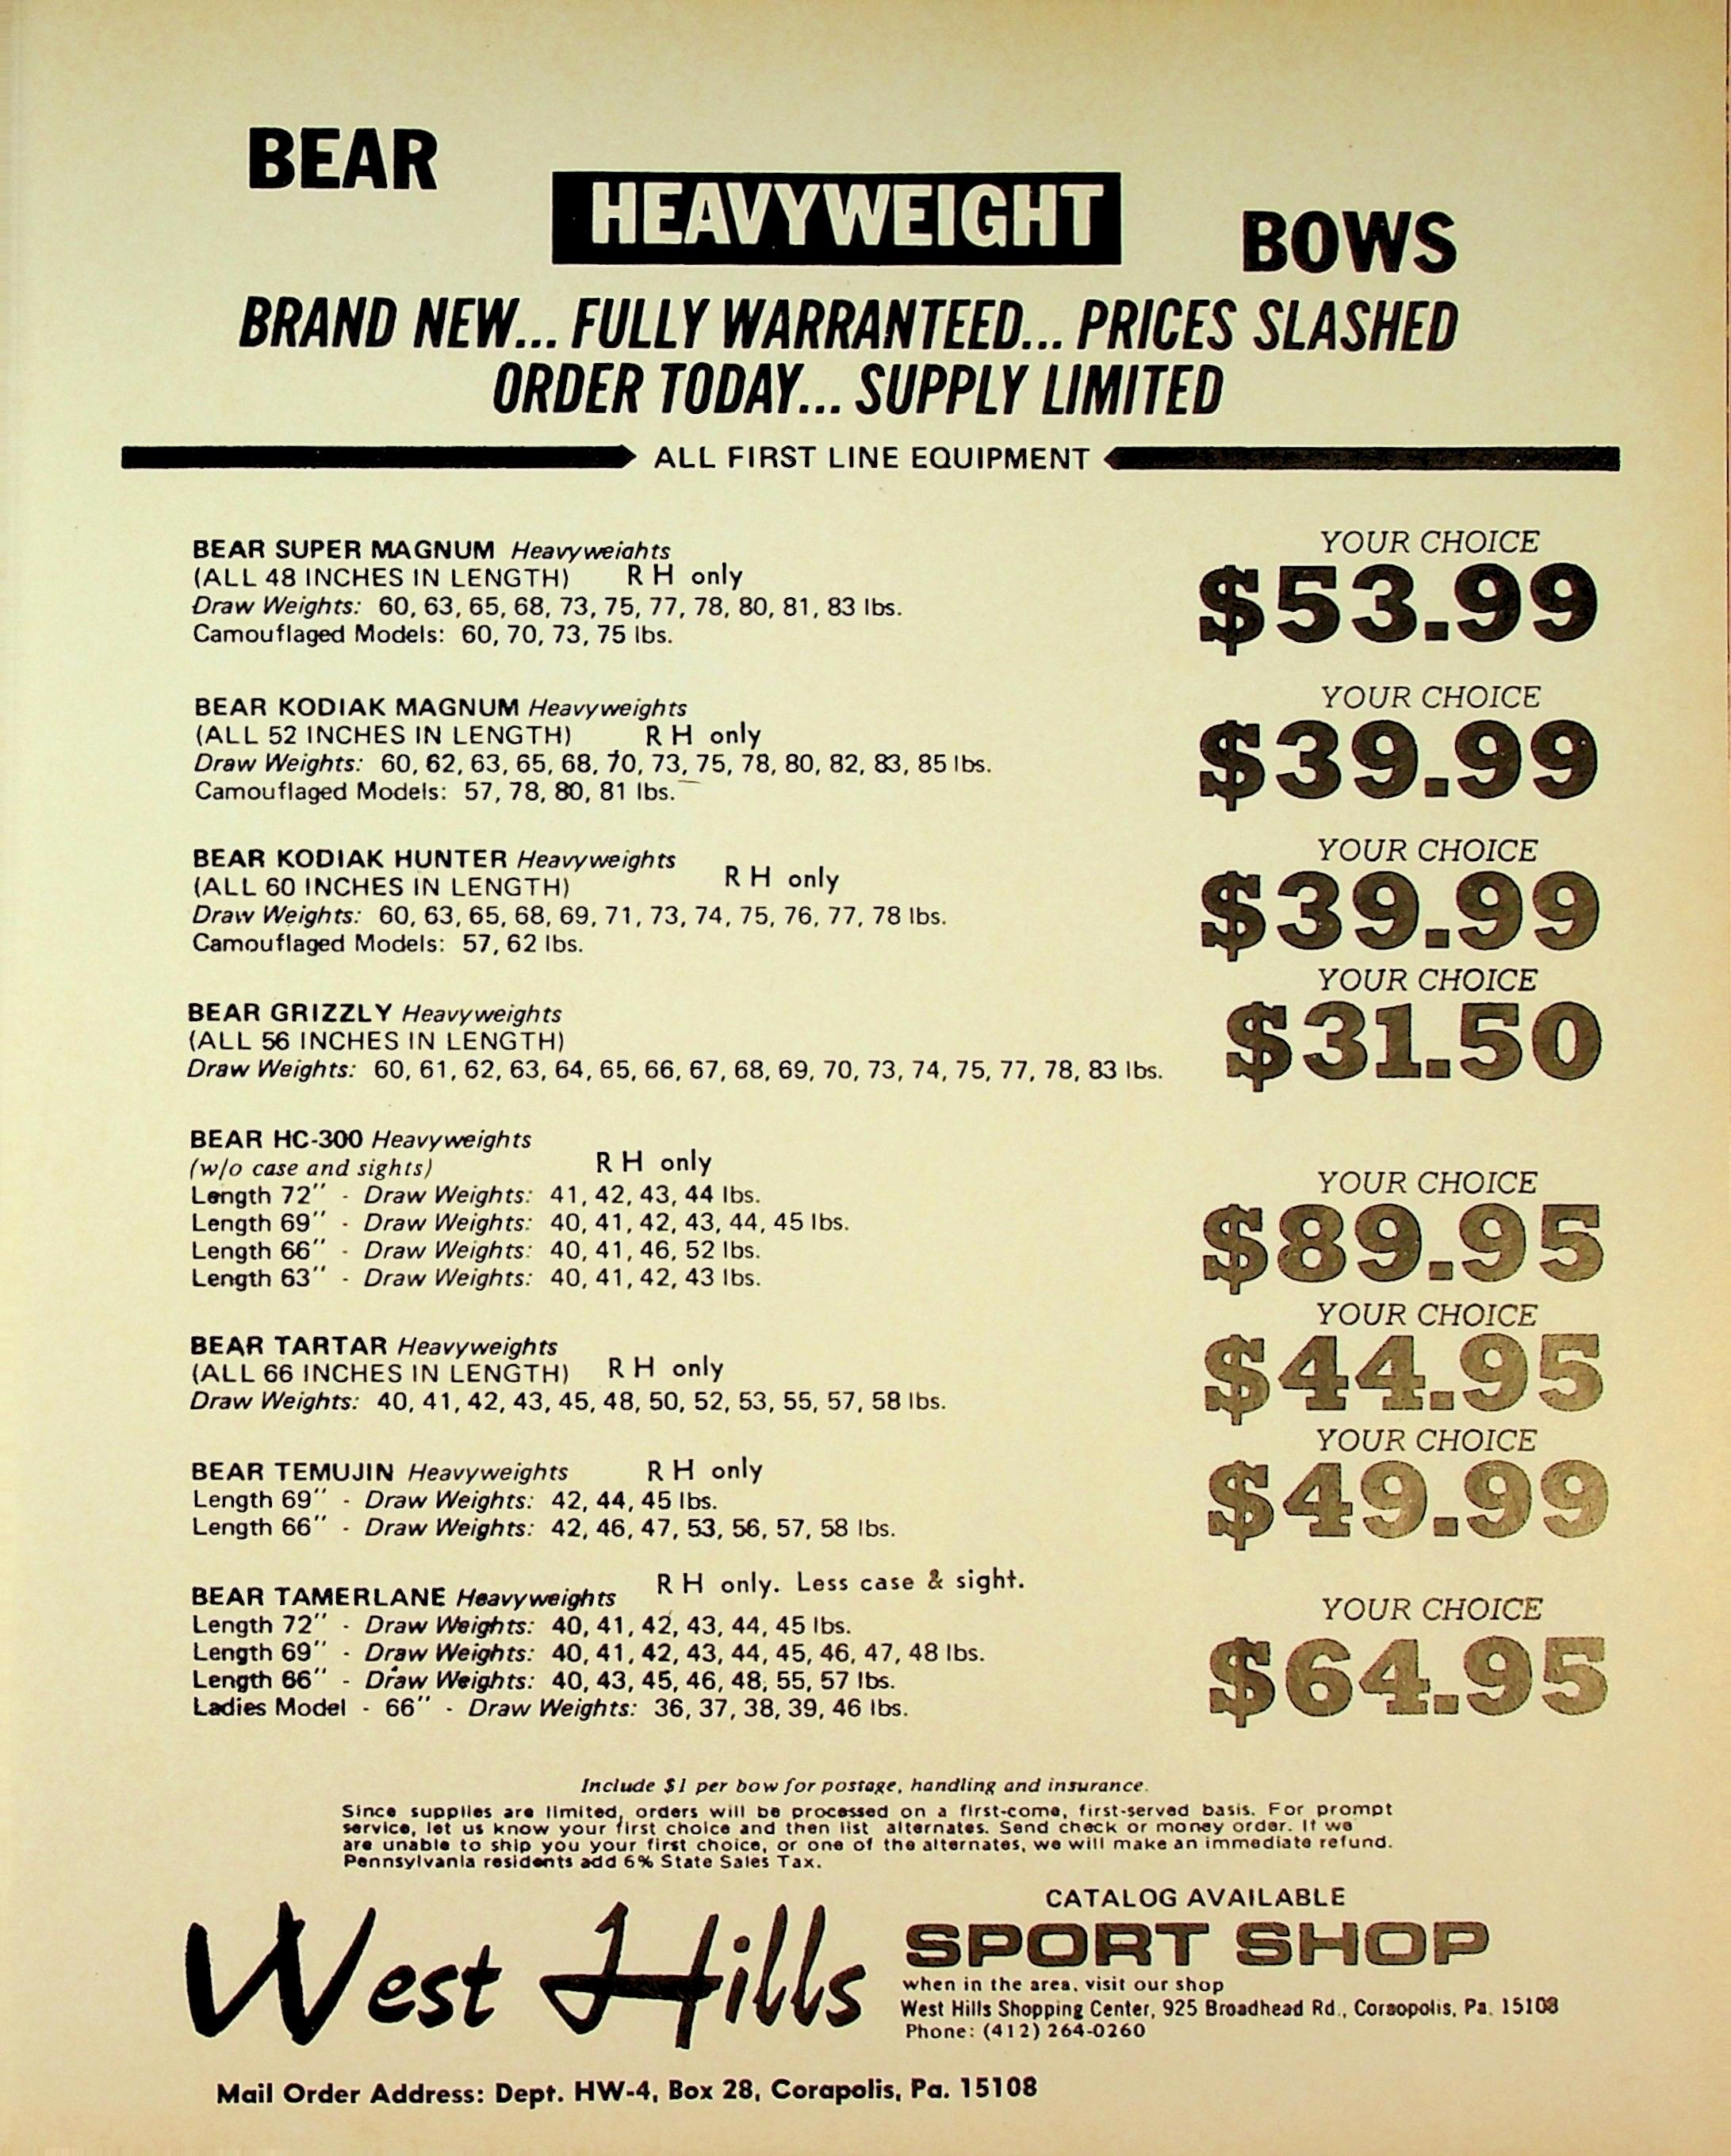 BEAR HEAVYWEIGHT BOWS
BRAND NEW... FULLY WARRANTEED... PRICES SLASHED
ORDER TODAY... SUPPLY LIMITED
ALL FIRST LINE EQUIPMENT
BEAR SUPER MAGNUM Heavyweights
(ALL 48 INCHES IN LENGTH) R H only
Draw Weights: 60, 63, 65, 68, 73, 75, 77, 78, 80, 81, 83 lbs.
Camouflaged Models: 60, 70, 73, 75 lbs.
YOUR CHOICE
$53.99
BEAR KODIAK MAGNUM Heavyweights
(ALL 52 INCHES IN LENGTH) R H only
Draw Weights: 60, 62, 63, 65, 68, 70, 73, 75, 78, 80, 82, 83, 85 lbs.
Camouflaged Models: 57, 78, 80, 81 lbs.
YOUR CHOICE
$39.99
BEAR KODIAK HUNTER Heavyweights
(ALL 60 INCHES IN LENGTH) R H only
Draw Weights: 60, 63, 65, 68, 69, 71, 73, 74, 75, 76, 77, 78 lbs.
Camouflaged Models: 57, 62 lbs.
YOUR CHOICE
$39.99
BEAR GRIZZLY Heavyweights
(ALL 56 INCHES IN LENGTH)
Draw Weights: 60, 61, 62, 63, 64, 65, 66, 67, 68, 69, 70, 73, 74, 75, 77, 78, 83 lbs.
YOUR CHOICE
$31.50
BEAR HC-300 Heavyweights
(w/o case and sights) R H only
Length 72" - Draw Weights: 41, 42, 43, 44 lbs.
Length 69" - Draw Weights: 40, 41, 42, 43, 44, 45 lbs.
Length 66" - Draw Weights: 40, 41, 46, 52 lbs.
Length 63" - Draw Weights: 40, 41, 42, 43 lbs.
YOUR CHOICE
$89.95
BEAR TARTAR Heavyweights
(ALL 66 INCHES IN LENGTH) R H only
Draw Weights: 40, 41, 42, 43, 45, 48, 50, 52, 53, 55, 57, 58 lbs.
YOUR CHOICE
$44.95
BEAR TEMUJIN Heavyweights R H only
Length 69" - Draw Weights: 42, 44, 45 lbs.
Length 66" - Draw Weights: 42, 46, 47, 53, 56, 57, 58 lbs.
YOUR CHOICE
$49.99
BEAR TAMERLANE Heavyweights R H only. Less case & sight.
Length 72" - Draw Weights: 40, 41, 42, 43, 44, 45 lbs.
Length 69" - Draw Weights: 40, 41, 42, 43, 44, 45, 46, 47, 48 lbs.
Length 66" - Draw Weights: 40, 43, 45, 46, 48, 55, 57 lbs.
Ladies Model - 66" - Draw Weights: 36, 37, 38, 39, 46 lbs.
YOUR CHOICE
$64.95
Include $1 per bow for postage, handling and insurance.
Since supplies are limited, orders will be processed on a first-come, first-served basis. For prompt
service, let us know your first choice and then list alternates. Send check or money order. If we
are unable to ship you your first choice, or one of the alternates, we will make an immediate refund.
Pennsylvania residents add 6% State Sales Tax.
West Hills
CATALOG AVAILABLE
SPORT SHOP
when in the area, visit our shop
West Hills Shopping Center, 925 Broadhead Rd., Coraopolis, Pa. 15108
Phone: (412) 264-0260
Mail Order Address: Dept. HW-4, Box 28, Corapolis, Pa. 15108